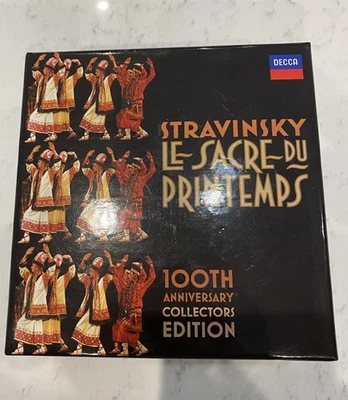 DECCA
STRAVINSKY
LE SACRE DU
PRINTEMPS
100TH
ANNIVERSARY
COLLECTORS
EDITION